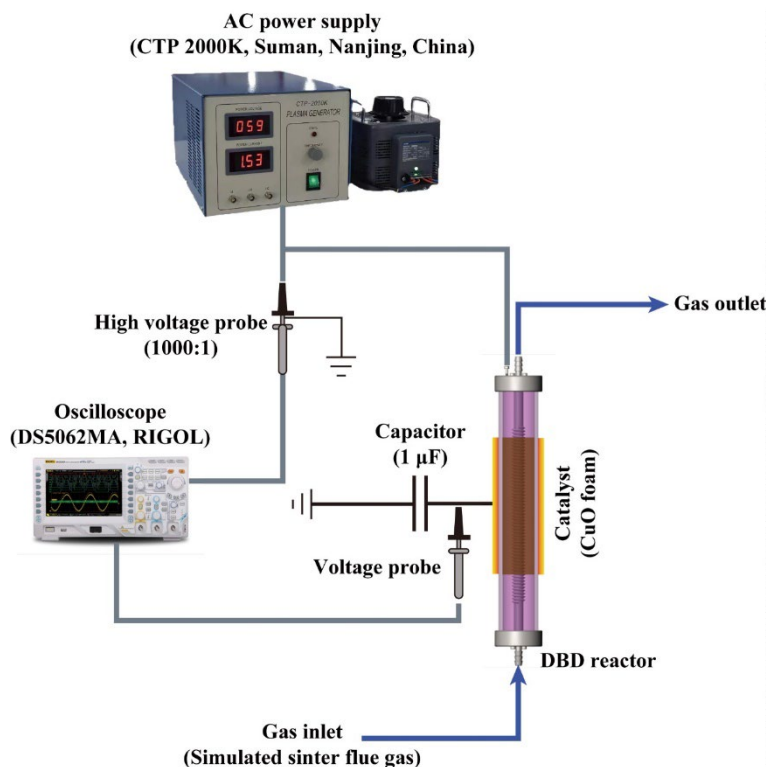 AC power supply
(CTP 2000K, Suman, Nanjing, China)
CTP-2000K
PLASMA GENERATOR
059
1.53
High voltage probe
(1000:1)
Gas outlet
Oscilloscope
(DS5062MA, RIGOL)
Capacitor
(1 μF)
Catalyst
(CuO foam)
Voltage probe
DBD reactor
Gas inlet
(Simulated sinter flue gas)